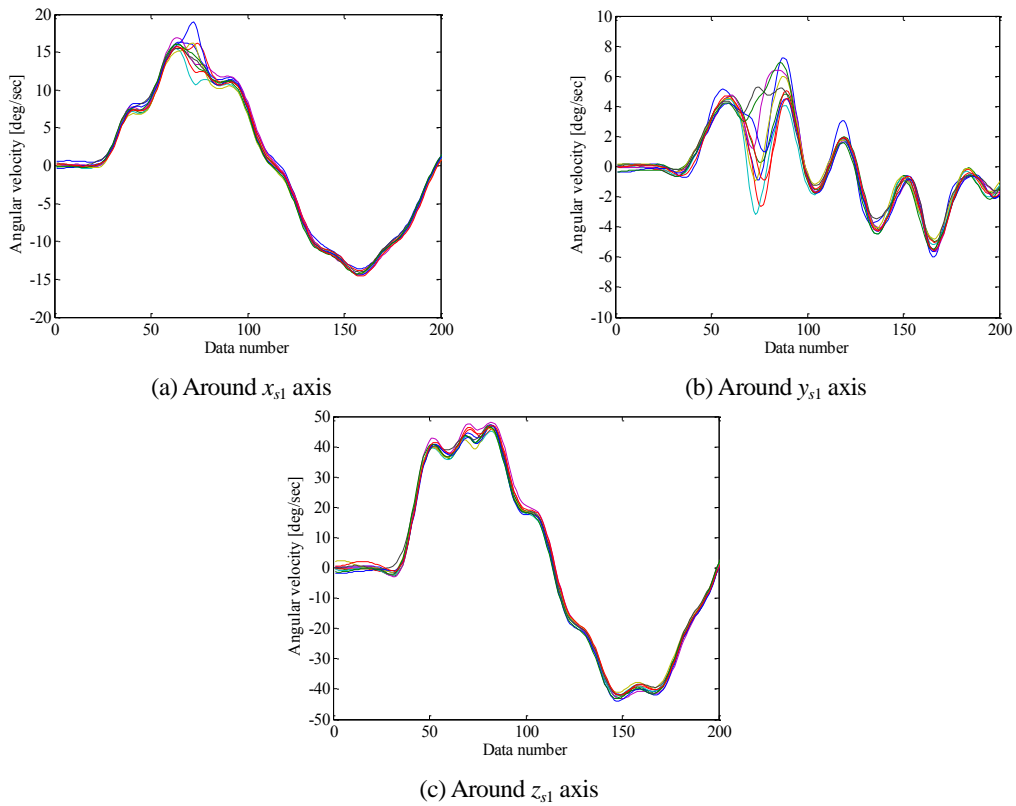 20
15
10
5
0
-5
-10
-15
-20
Angular velocity [deg/sec]
0 50 100 150 200
Data number
(a) Around xs1 axis
10
8
6
4
2
0
-2
-4
-6
-8
-10
Angular velocity [deg/sec]
0 50 100 150 200
Data number
(b) Around ys1 axis
50
40
30
20
10
0
-10
-20
-30
-40
-50
Angular velocity [deg/sec]
0 50 100 150 200
Data number
(c) Around zs1 axis